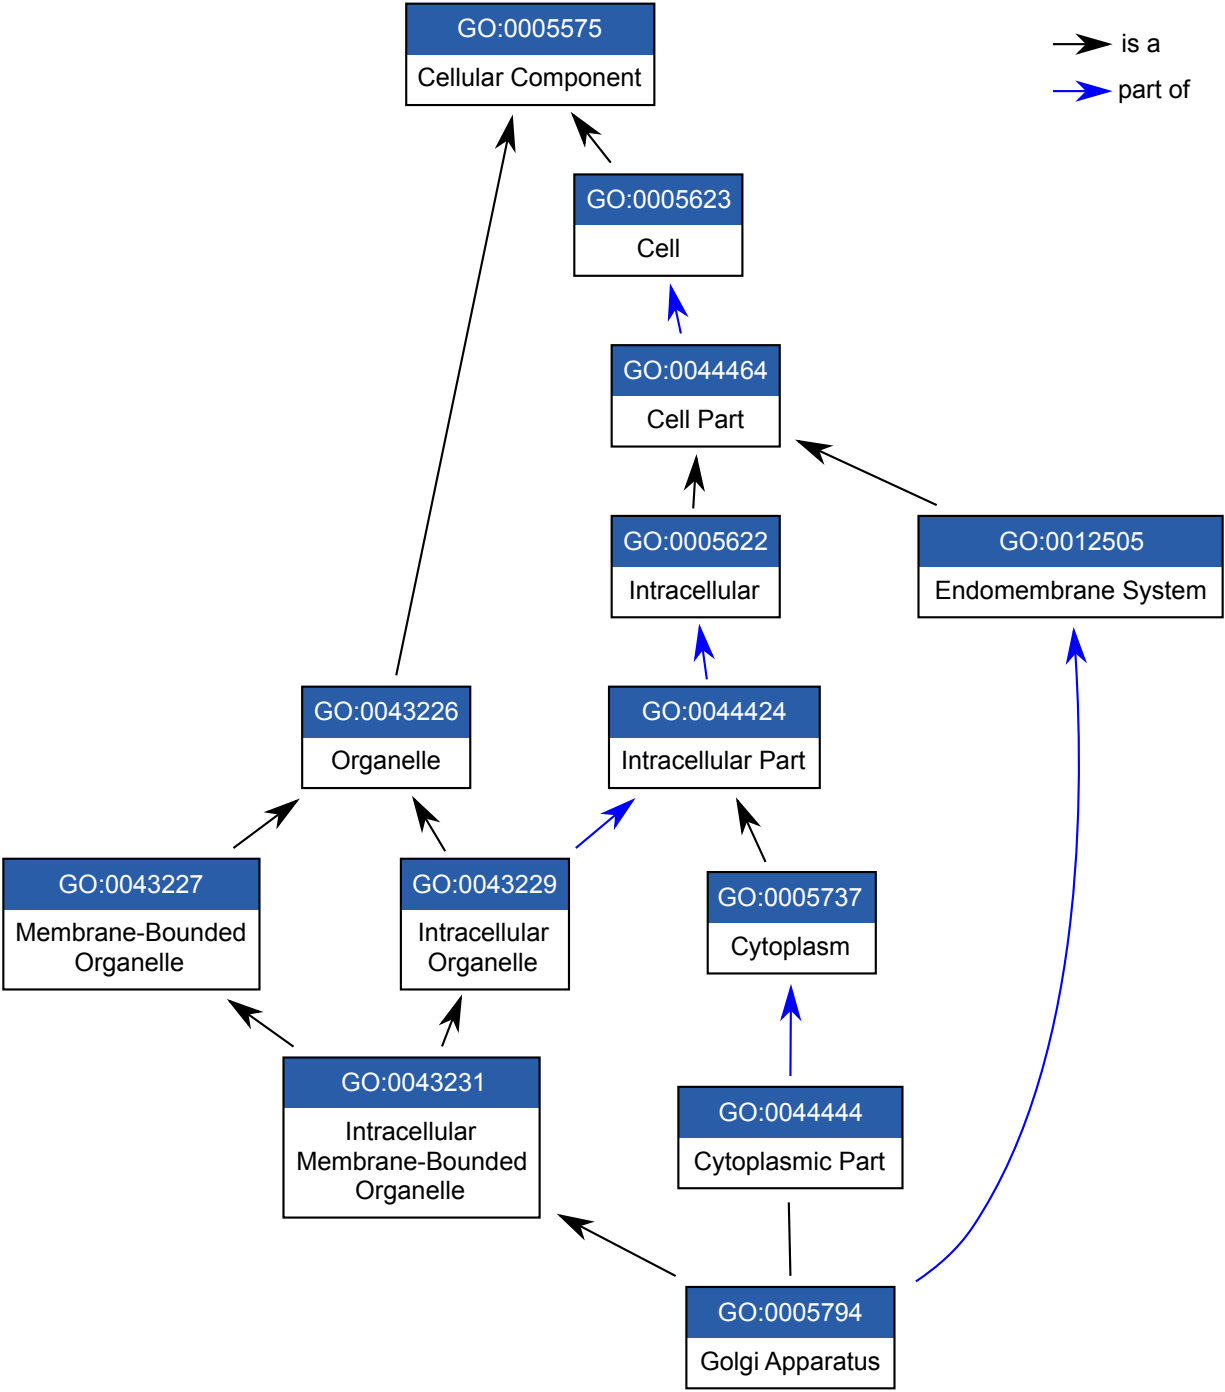 GO:0005575
Cellular Component
is a
part of
GO:0005623
Cell
GO:0044464
Cell Part
GO:0005622
Intracellular
GO:0012505
Endomembrane System
GO:0043226
Organelle
GO:0044424
Intracellular Part
GO:0043227
Membrane-Bounded
Organelle
GO:0043229
Intracellular
Organelle
GO:0005737
Cytoplasm
GO:0043231
Intracellular
Membrane-Bounded
Organelle
GO:0044444
Cytoplasmic Part
GO:0005794
Golgi Apparatus